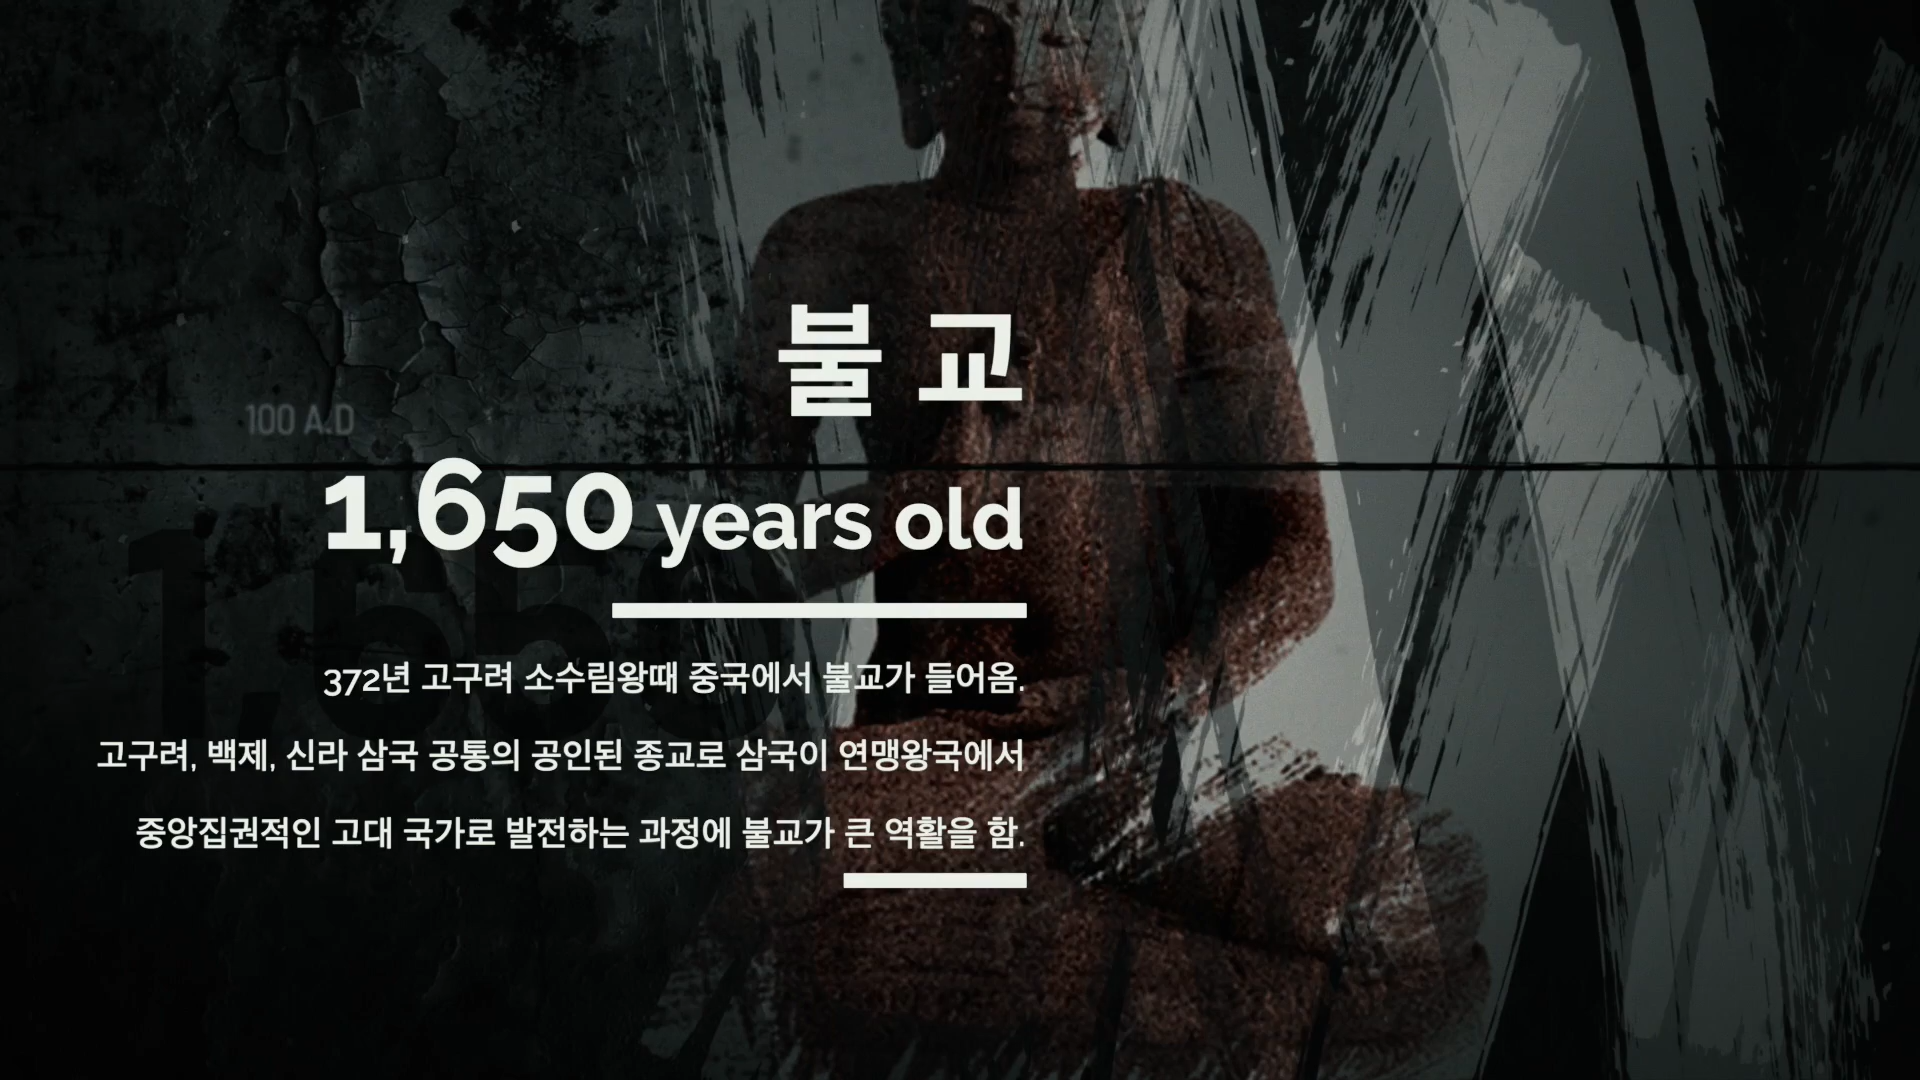 불교
100 A.D
1,650 years old
372년 고구려 소수림왕때 중국에서 불교가 들어옴.
고구려, 백제, 신라 삼국 공통의 공인된 종교로 삼국이 연맹왕국에서
중앙집권적인 고대 국가로 발전하는 과정에 불교가 큰 역활을 함.
1,650